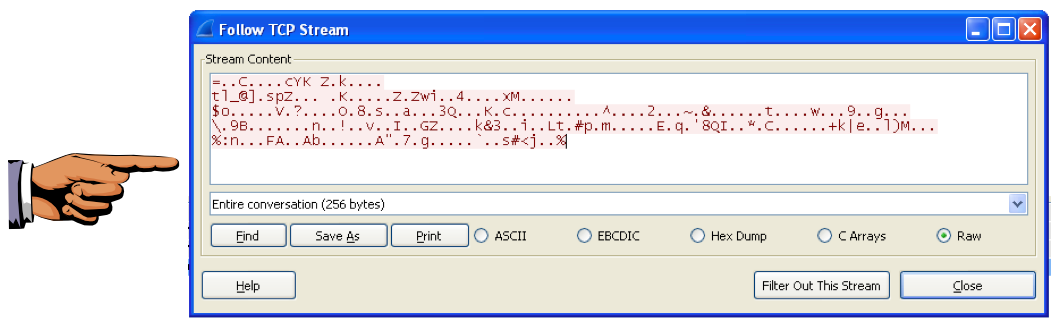 Follow TCP Stream
Stream Content
=..C....cYK Z.k....
tl_@].spZ... .K.....Z.Zwi..4....xM......
$o.....V.?....O.8.s..a...3Q...K.c..........^....2...~.&......t....w...9..g...
\.9B.......n..!..v..I..GZ....k&3..i..Lt.#p.m.....E.q.'8QI..*.C......+k|e..l)M...
%:n...FA..Ab......A".7.g.....`..s#<j..%
Entire conversation (256 bytes)
Find Save As Print ASCII EBCDIC Hex Dump C Arrays Raw
Help Filter Out This Stream Close